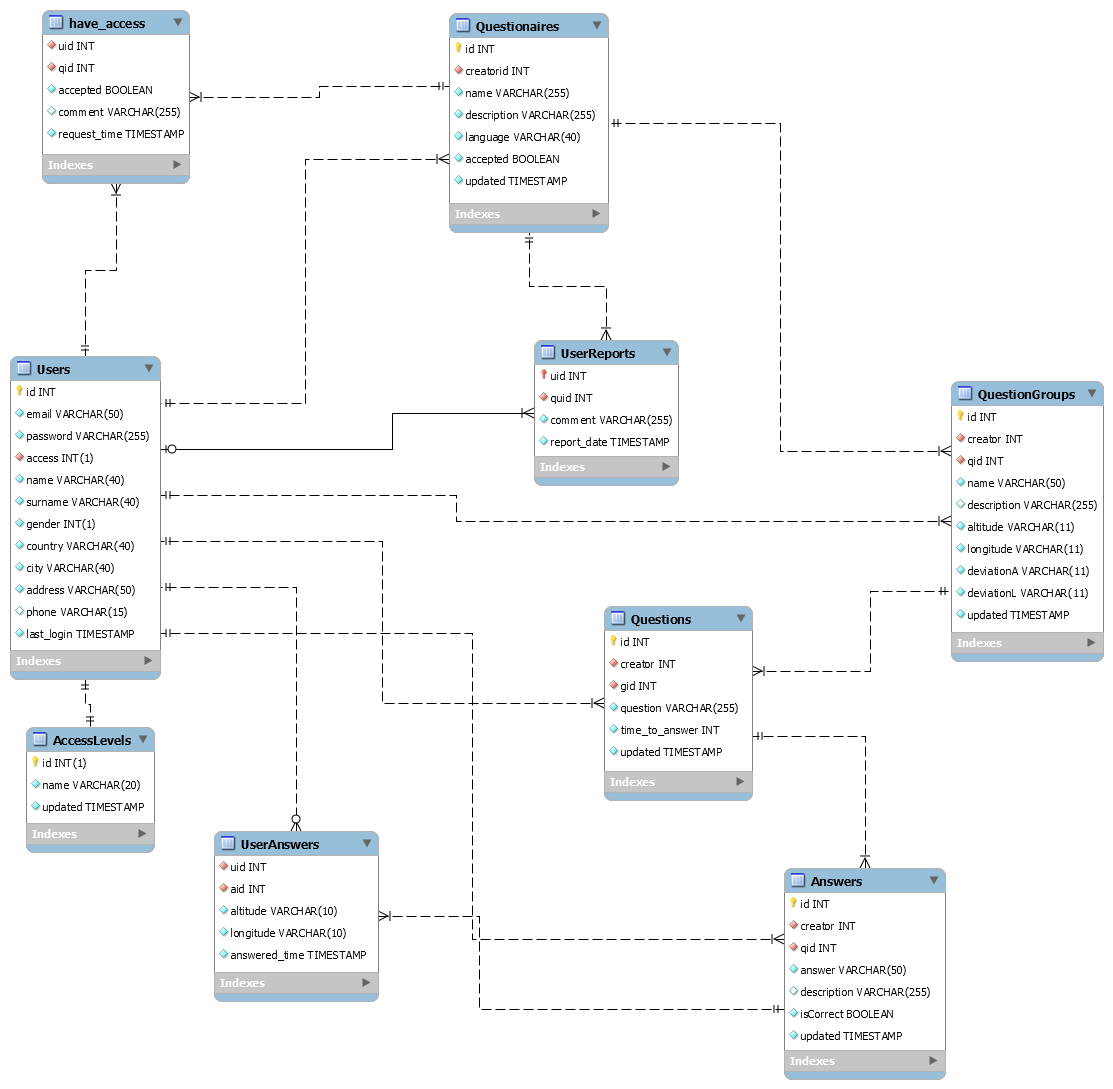 have_access
uid INT
qid INT
accepted BOOLEAN
comment VARCHAR(255)
request_time TIMESTAMP
Indexes
Questionaires
id INT
creatorid INT
name VARCHAR(255)
description VARCHAR(255)
language VARCHAR(40)
accepted BOOLEAN
updated TIMESTAMP
Indexes
UserReports
uid INT
quid INT
comment VARCHAR(255)
report_date TIMESTAMP
Indexes
Users
id INT
email VARCHAR(50)
password VARCHAR(255)
access INT(1)
name VARCHAR(40)
surname VARCHAR(40)
gender INT(1)
country VARCHAR(40)
city VARCHAR(40)
address VARCHAR(50)
phone VARCHAR(15)
last_login TIMESTAMP
Indexes
QuestionGroups
id INT
creator INT
qid INT
name VARCHAR(50)
description VARCHAR(255)
altitude VARCHAR(11)
longitude VARCHAR(11)
deviationA VARCHAR(11)
deviationL VARCHAR(11)
updated TIMESTAMP
Indexes
Questions
id INT
creator INT
gid INT
question VARCHAR(255)
time_to_answer INT
updated TIMESTAMP
Indexes
AccessLevels
id INT(1)
name VARCHAR(20)
updated TIMESTAMP
Indexes
UserAnswers
uid INT
aid INT
altitude VARCHAR(10)
longitude VARCHAR(10)
answered_time TIMESTAMP
Indexes
Answers
id INT
creator INT
qid INT
answer VARCHAR(50)
description VARCHAR(255)
isCorrect BOOLEAN
updated TIMESTAMP
Indexes